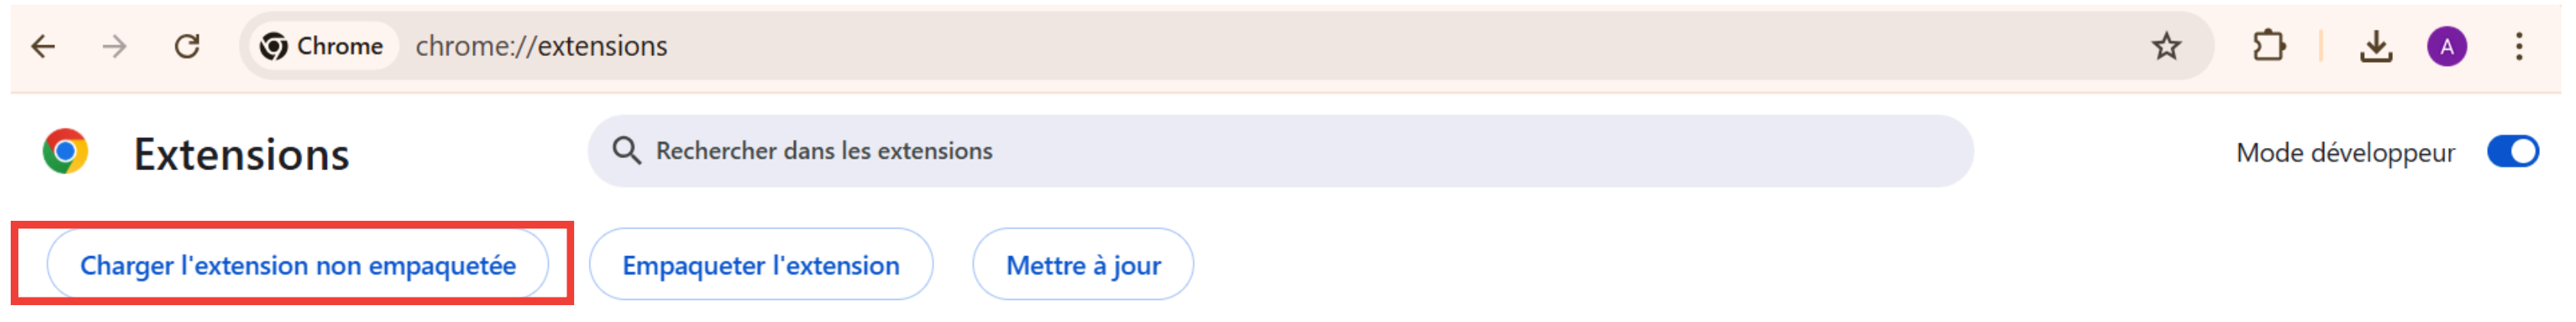 Chrome chrome://extensions A
Extensions Rechercher dans les extensions Mode développeur
Charger l'extension non empaquetée Empaqueter l'extension Mettre à jour